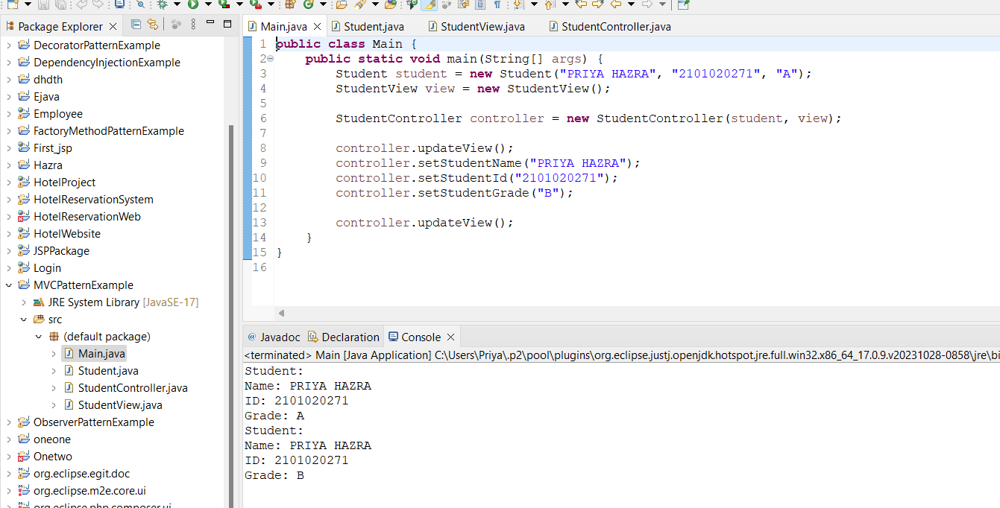 Package Explorer
DecoratorPatternExample
DependencyInjectionExample
dhdth
Ejava
Employee
FactoryMethodPatternExample
First_jsp
Hazra
HotelProject
HotelReservationSystem
HotelReservationWeb
HotelWebsite
JSPPackage
Login
MVCPatternExample
JRE System Library [JavaSE-17]
src
(default package)
Main.java
Student.java
StudentController.java
StudentView.java
ObserverPatternExample
oneone
Onetwo
org.eclipse.egit.doc
org.eclipse.m2e.core.ui
org.eclipse.php.composer.ui
Main.java Student.java StudentView.java StudentController.java
1 public class Main {
2 public static void main(String[] args) {
3 Student student = new Student("PRIYA HAZRA", "2101020271", "A");
4 StudentView view = new StudentView();
5
6 StudentController controller = new StudentController(student, view);
7
8 controller.updateView();
9 controller.setStudentName("PRIYA HAZRA");
10 controller.setStudentId("2101020271");
11 controller.setStudentGrade("B");
12
13 controller.updateView();
14 }
15 }
16
@ Javadoc Declaration Console
<terminated> Main [Java Application] C:\Users\Priya\.p2\pool\plugins\org.eclipse.justj.openjdk.hotspot.jre.full.win32.x86_64_17.0.9.v20231028-0858\jre\bi
Student:
Name: PRIYA HAZRA
ID: 2101020271
Grade: A
Student:
Name: PRIYA HAZRA
ID: 2101020271
Grade: B